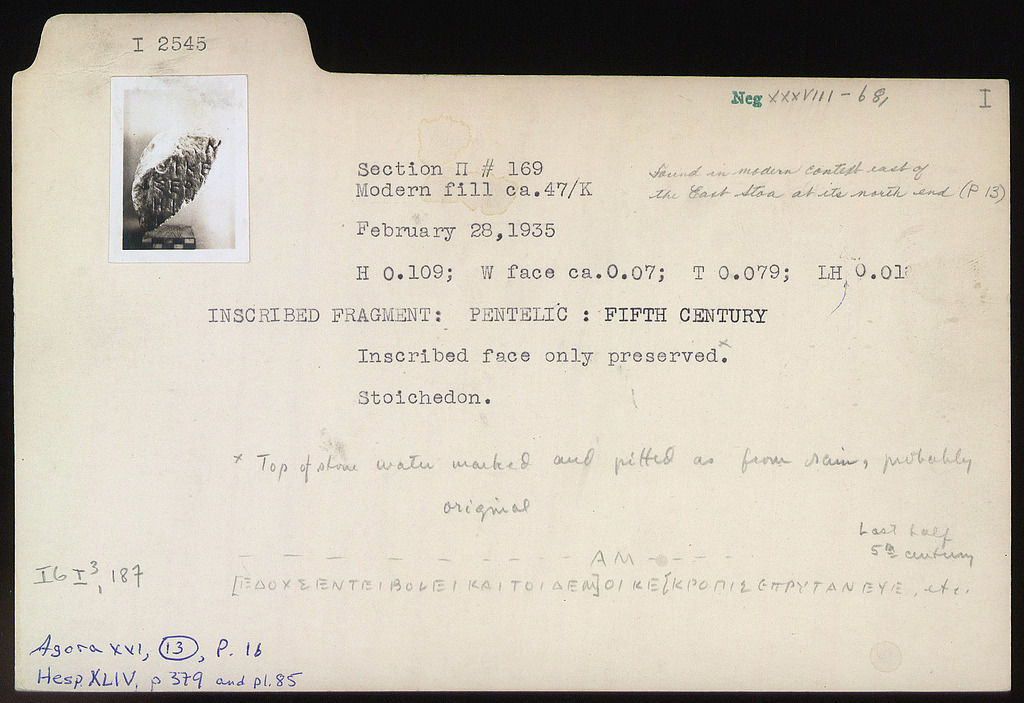 I 2545
Neg XXXVIII - 68,
I
Section Π # 169
Modern fill ca.47/K
Found in modern context east of
the East Stoa at its north end (P 13)
February 28,1935
H 0.109; W face ca.0.07; T 0.079; LH 0.01
INSCRIBED FRAGMENT: PENTELIC : FIFTH CENTURY
Inscribed face only preserved.x
Stoichedon.
x Top of stone water marked and pitted as from rain, probably
original
Last half
5th century
— — — — — — — AM — — — —
[ΕΔΟΧΣΕΝΤΕΙΒΟLΕΙΚΑΙΤΟΙΔΕΜ]ΟΙΚΕ[ΚΡΟΠΙΣΕΠΡΥΤΑΝΕΥΕ, etc.
IG I3, 187
Agora XXI, 13, P. 16
Hesp. XLIV, p 379 and pl. 85